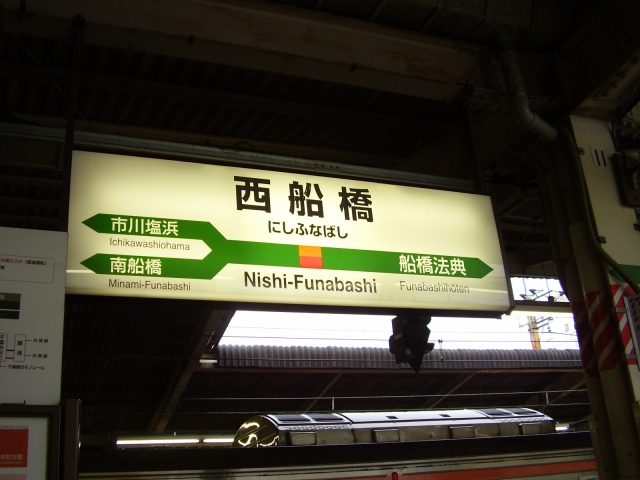 西船橋
にしふなばし
市川塩浜
Ichikawashiohama
南船橋
Minami-Funabashi
船橋法典
Funabashihōten
Nishi-Funabashi